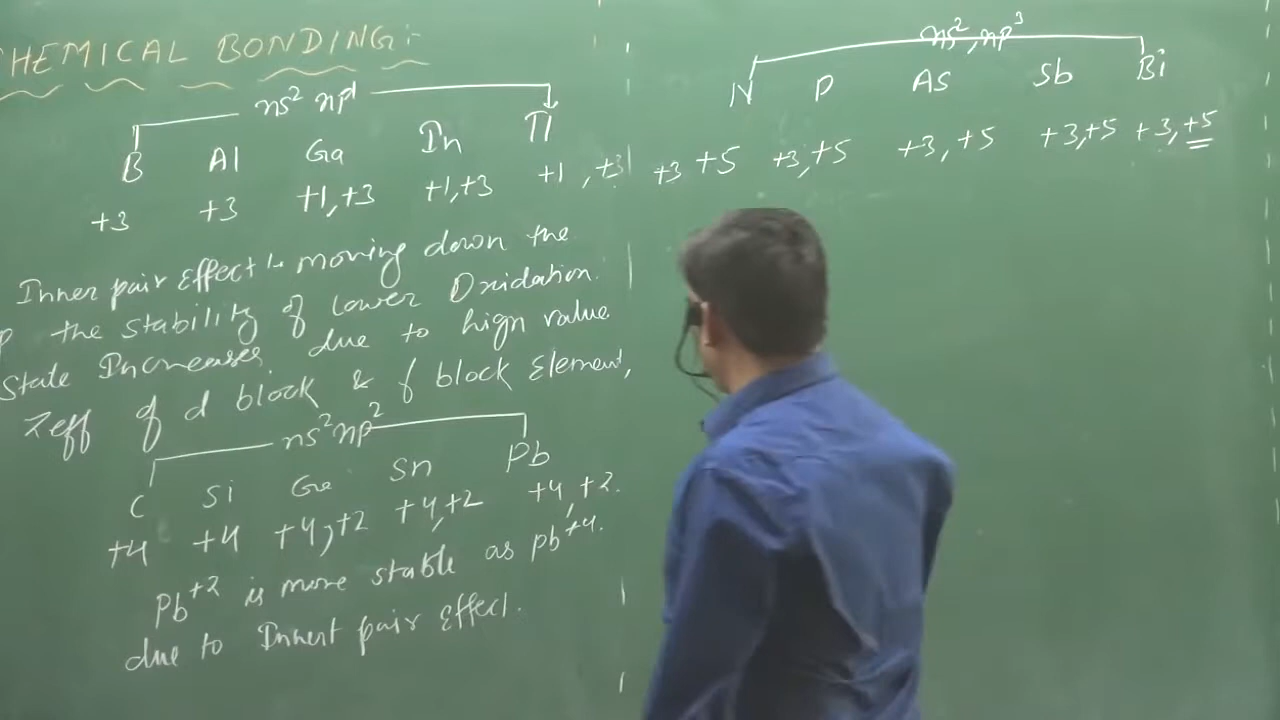 CHEMICAL BONDING:-
ns² np¹
B Al Ga In Tl
+3 +3 +1,+3 +1,+3 +1,+3
Inner pair Effect:- moving down the
the stability of Lower Oxidation.
State Increases. due to high value
Zeff of d block & f block Element,
ns² np²
C Si Ge Sn Pb
+4 +4 +4,+2 +4,+2 +4,+2.
Pb⁺² is more stable as pb⁺⁴.
due to Innert pair Effect.
ns², np³
N P As Sb Bi
+3 +5 +3,+5 +3,+5 +3,+5 +3,+5